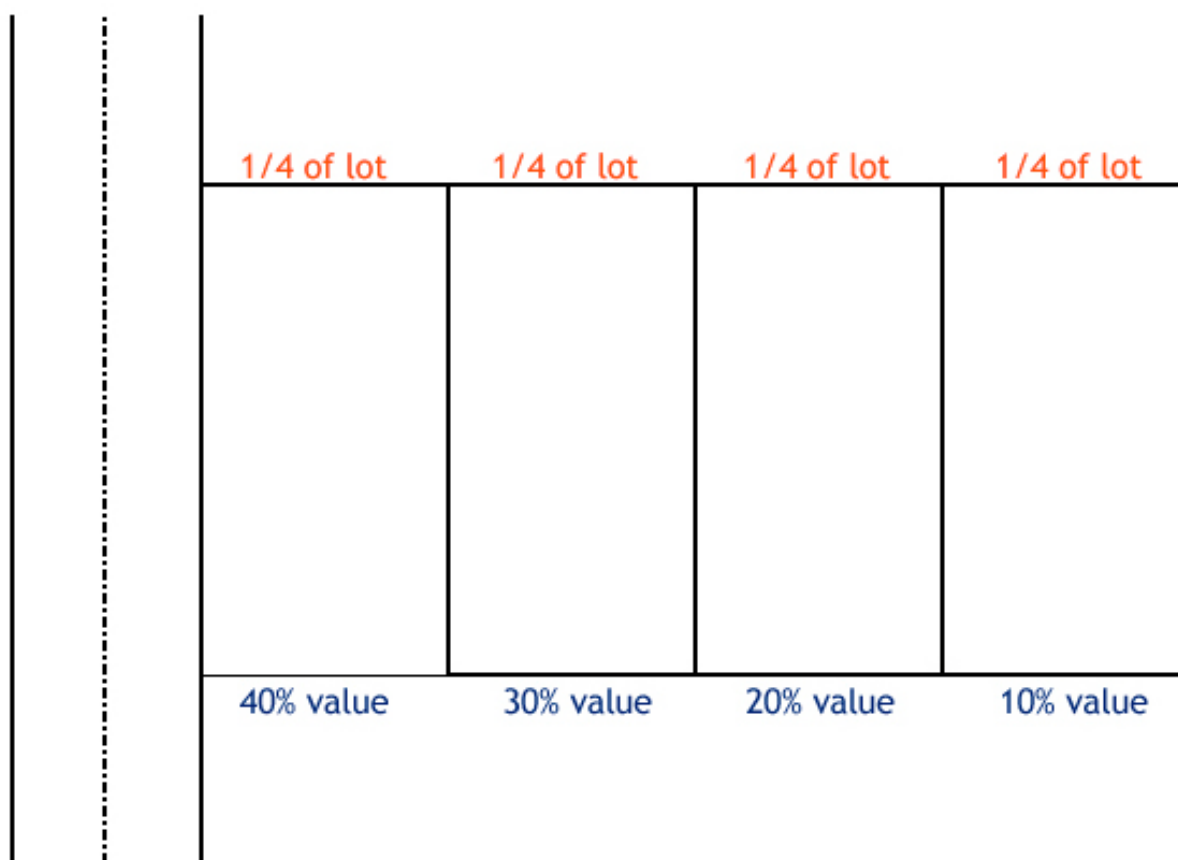 1/4 of lot 1/4 of lot 1/4 of lot 1/4 of lot
40% value 30% value 20% value 10% value